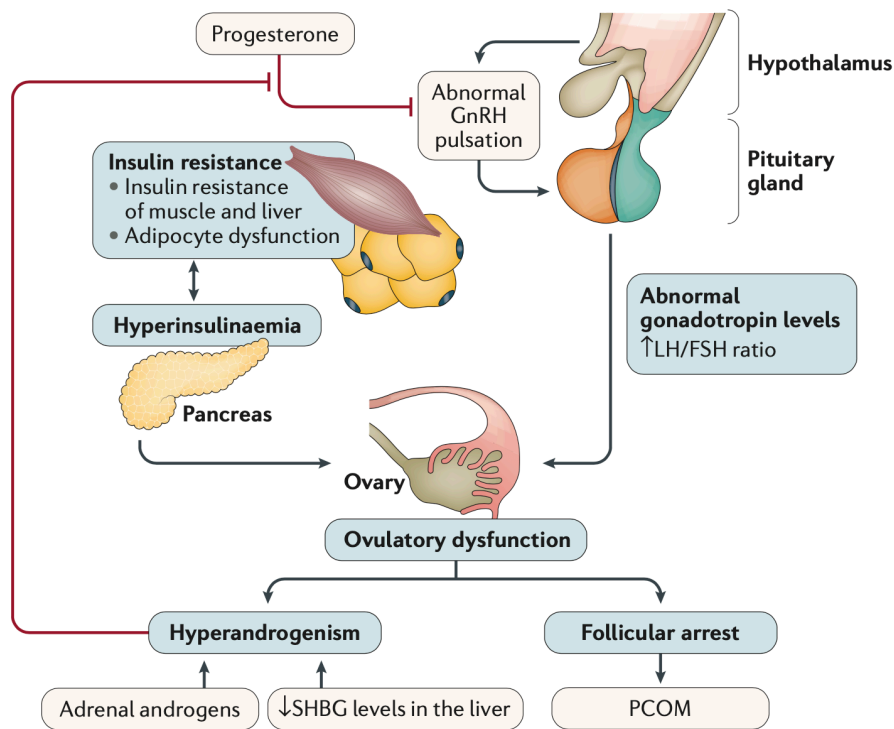 Progesterone
Hypothalamus
Abnormal
GnRH
pulsation
Pituitary
gland
Insulin resistance
• Insulin resistance
of muscle and liver
• Adipocyte dysfunction
Hyperinsulinaemia
Pancreas
Abnormal
gonadotropin levels
↑LH/FSH ratio
Ovary
Ovulatory dysfunction
Hyperandrogenism
Follicular arrest
Adrenal androgens
↓SHBG levels in the liver
PCOM